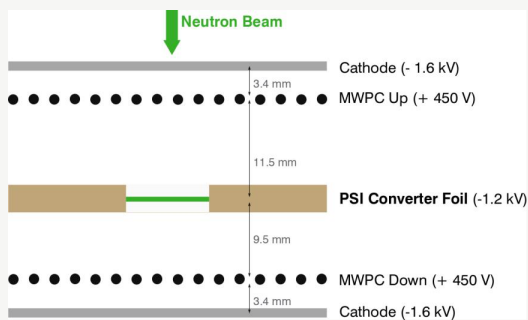 Neutron Beam
Cathode (- 1.6 kV)
3.4 mm
MWPC Up (+ 450 V)
11.5 mm
PSI Converter Foil (-1.2 kV)
9.5 mm
MWPC Down (+ 450 V)
3.4 mm
Cathode (-1.6 kV)